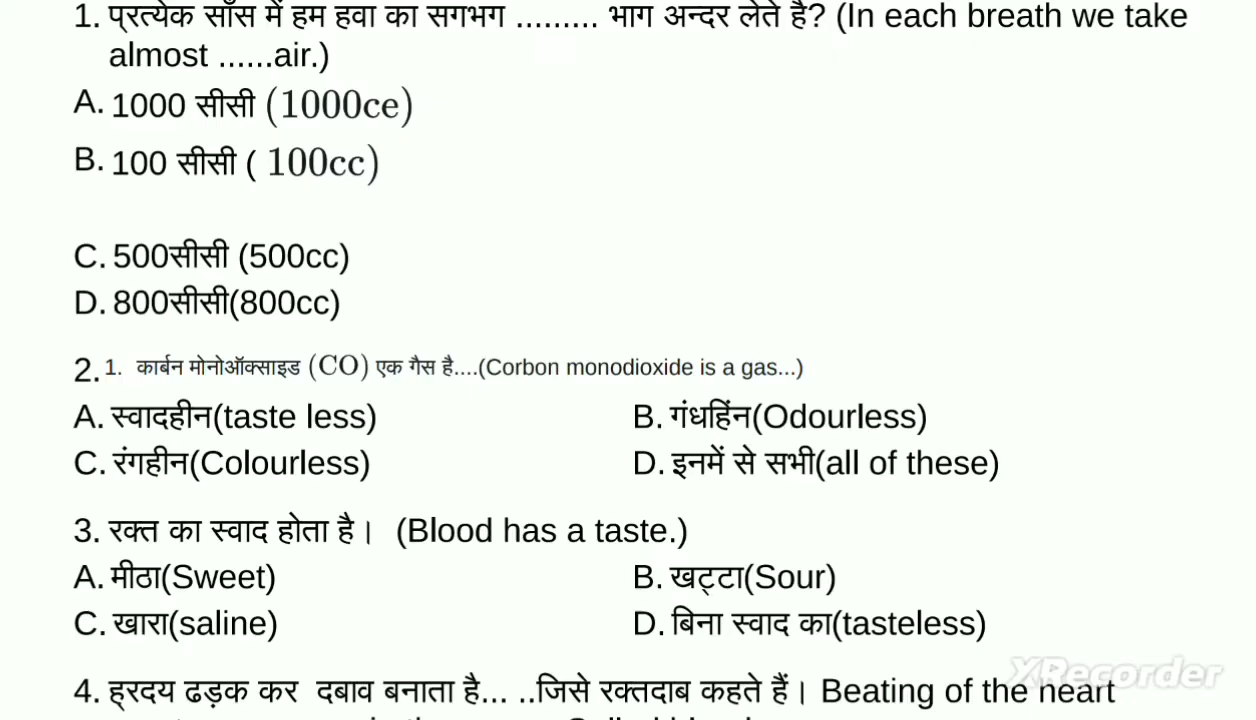 1. प्रत्येक साँस में हम हवा का सगभग ......... भाग अन्दर लेते है? (In each breath we take
almost ......air.)
A. 1000 सीसी (1000ce)
B. 100 सीसी ( 100cc)
C. 500सीसी (500cc)
D. 800सीसी(800cc)
2. 1. कार्बन मोनोऑक्साइड (CO) एक गैस है....(Corbon monodioxide is a gas...)
A. स्वादहीन(taste less) B. गंधहिंन(Odourless)
C. रंगहीन(Colourless) D. इनमें से सभी(all of these)
3. रक्त का स्वाद होता है। (Blood has a taste.)
A. मीठा(Sweet) B. खट्टा(Sour)
C. खारा(saline) D. बिना स्वाद का(tasteless)
XRecorder
4. ह्रदय ढड़क कर दबाव बनाता है... ..जिसे रक्तदाब कहते हैं। Beating of the neart